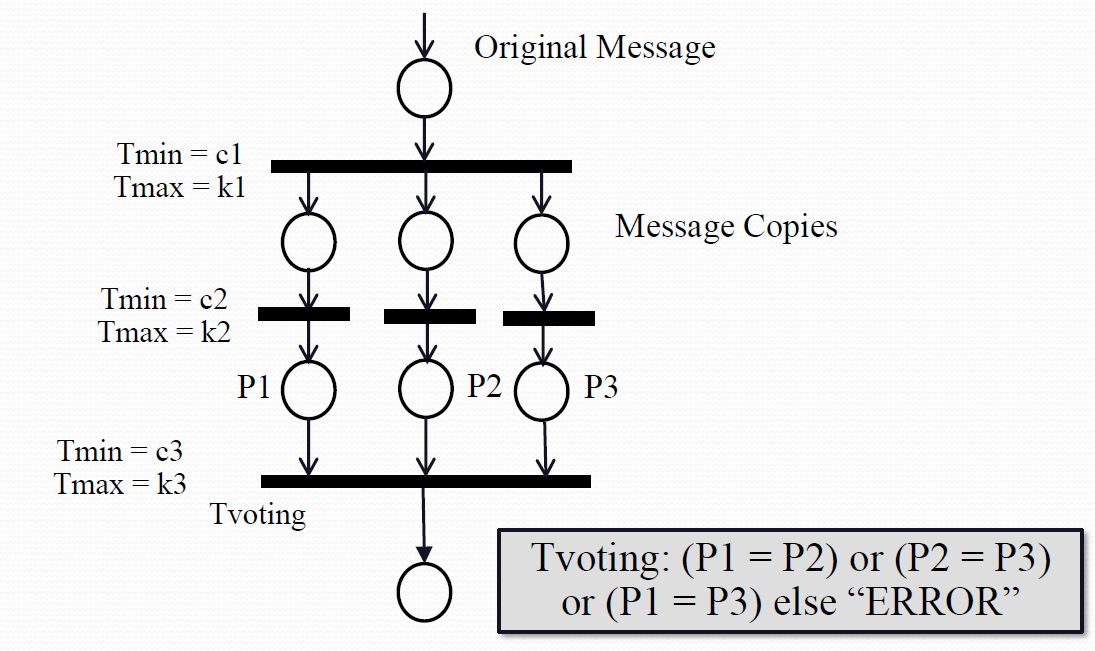 Original Message
Tmin = c1
Tmax = k1
Message Copies
Tmin = c2
Tmax = k2
P1
P2
P3
Tmin = c3
Tmax = k3
Tvoting
Tvoting: (P1 = P2) or (P2 = P3)
or (P1 = P3) else “ERROR”